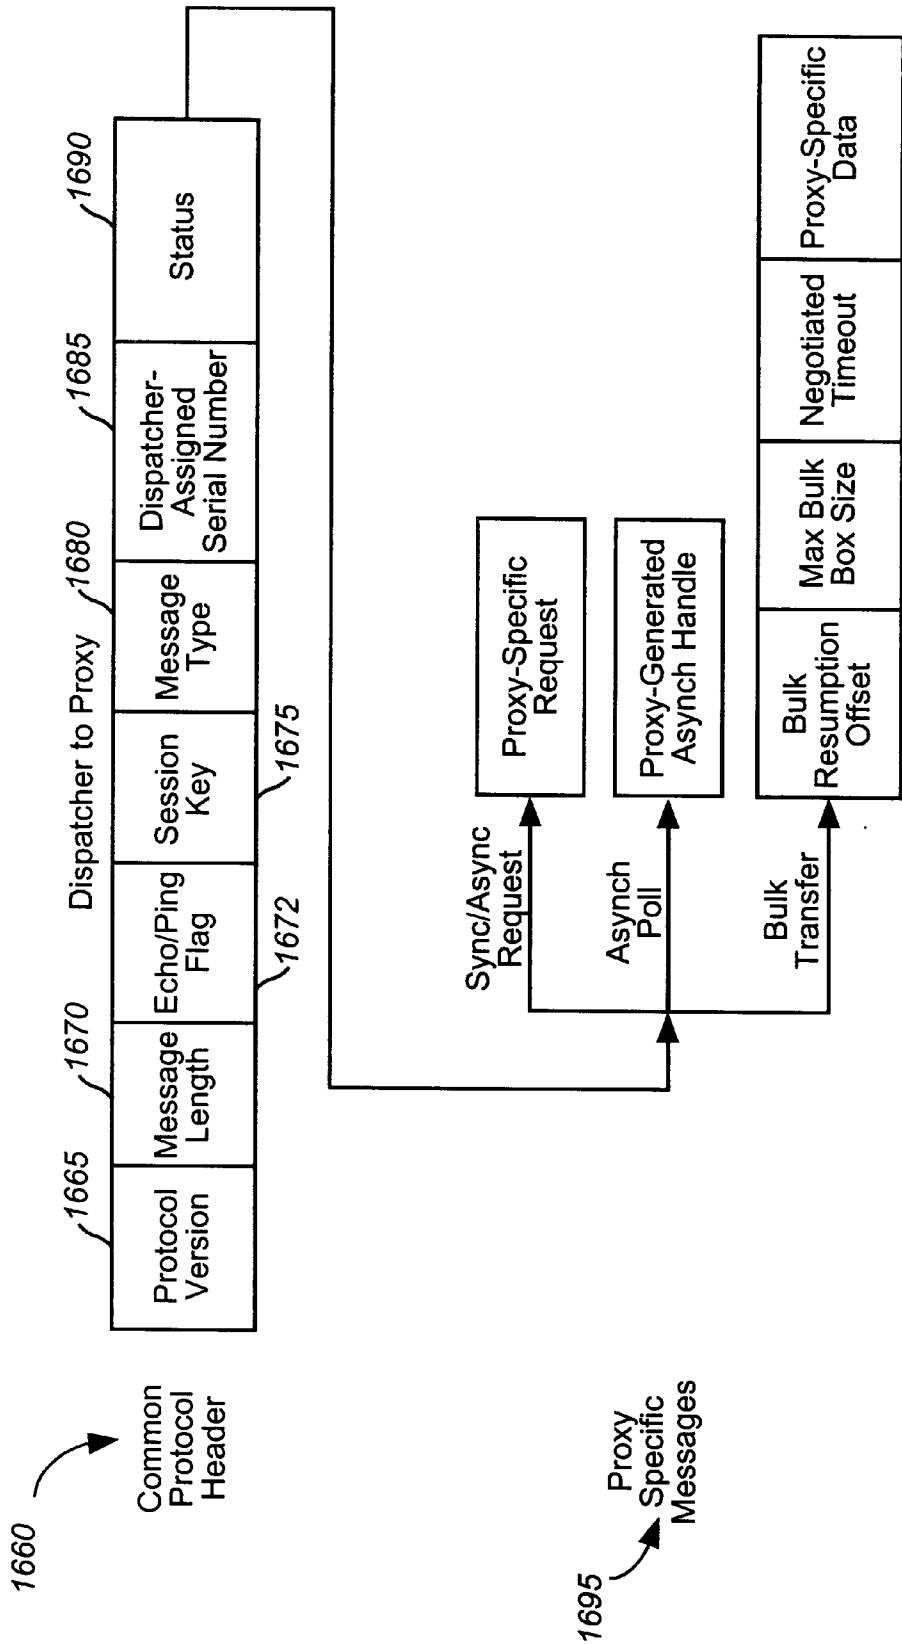 Dispatcher to Proxy
1660
Common
Protocol
Header
1665
1670
1680
1685
1690
Protocol
Version
Message
Length
Echo/Ping
Flag
Session
Key
Message
Type
Dispatcher-
Assigned
Serial Number
Status
1672
1675
1695
Proxy
Specific
Messages
Sync/Async
Request
Proxy-Specific
Request
Asynch
Poll
Proxy-Generated
Asynch Handle
Bulk
Transfer
Bulk
Resumption
Offset
Max Bulk
Box Size
Negotiated
Timeout
Proxy-Specific
Data